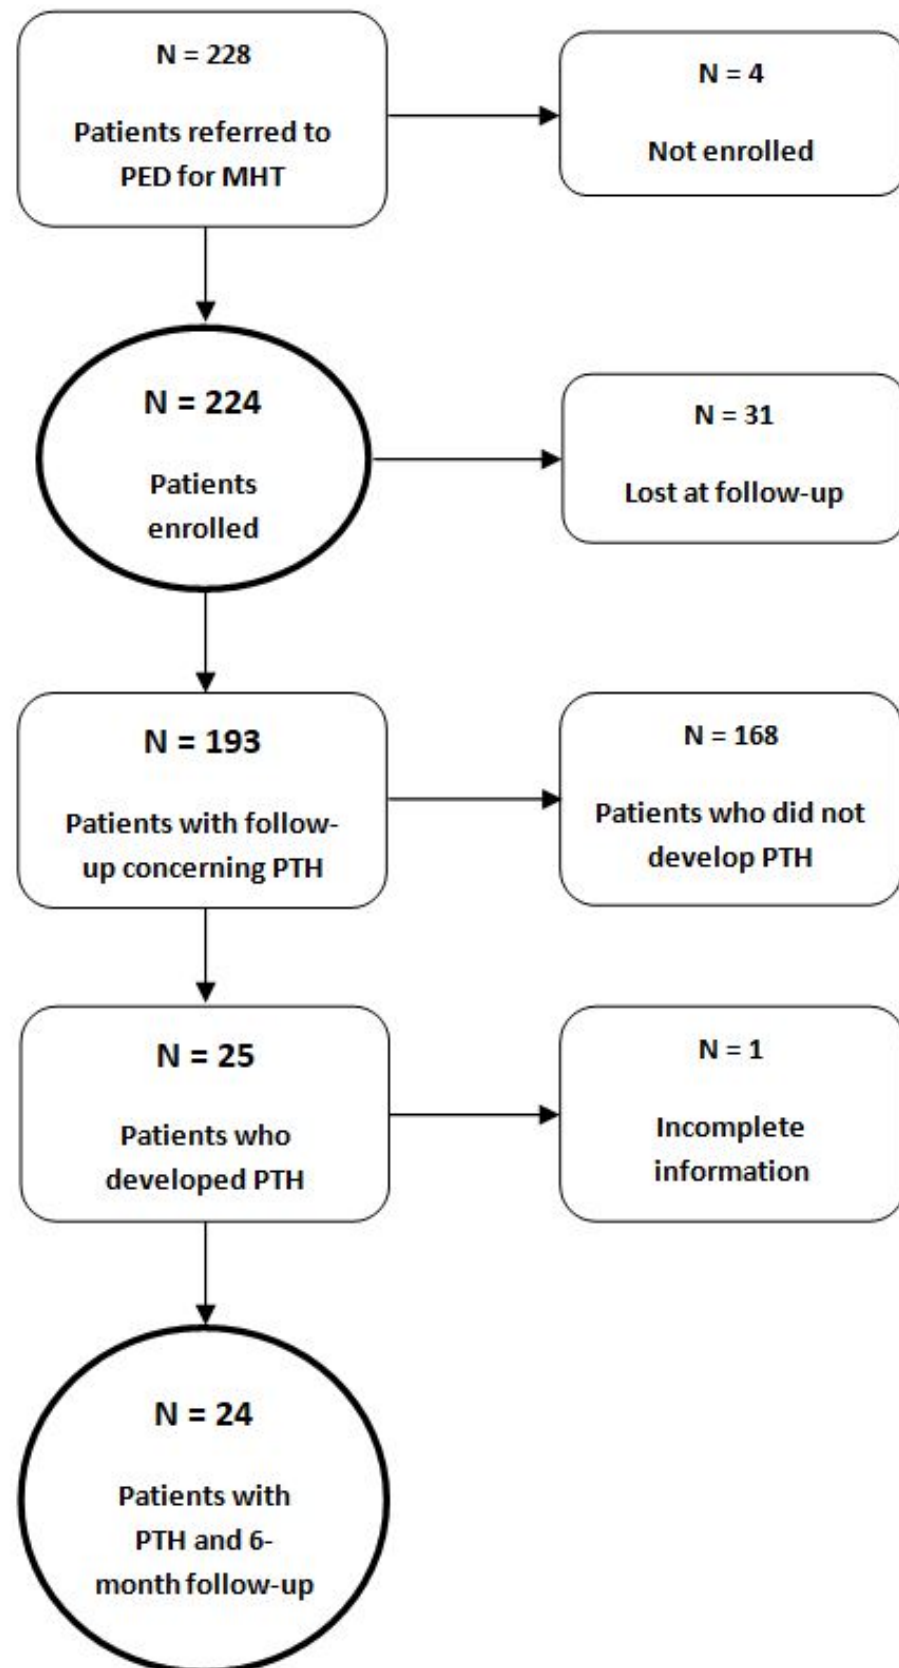 N = 228
Patients referred to
PED for MHT
N = 4
Not enrolled
N = 224
Patients
enrolled
N = 31
Lost at follow-up
N = 193
Patients with follow-
up concerning PTH
N = 168
Patients who did not
develop PTH
N = 25
Patients who
developed PTH
N = 1
Incomplete
information
N = 24
Patients with
PTH and 6-
month follow-up